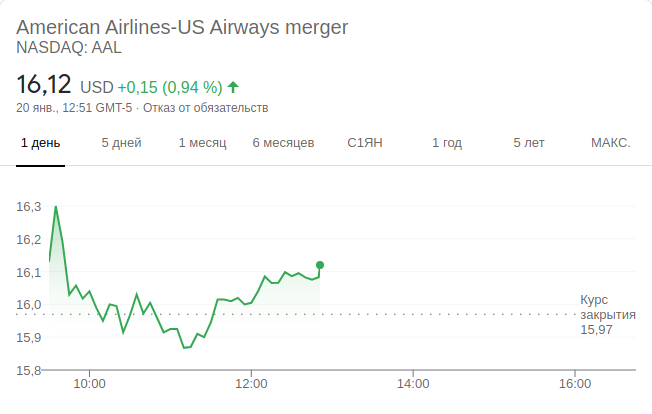 American Airlines-US Airways merger
NASDAQ: AAL
16,12 USD +0,15 (0,94 %)
20 янв., 12:51 GMT-5 · Отказ от обязательств
1 день 5 дней 1 месяц 6 месяцев С1ЯН 1 год 5 лет МАКС.
16,3
16,2
16,1
16,0
15,9
15,8
Курс
закрытия
15,97
10:00 12:00 14:00 16:00